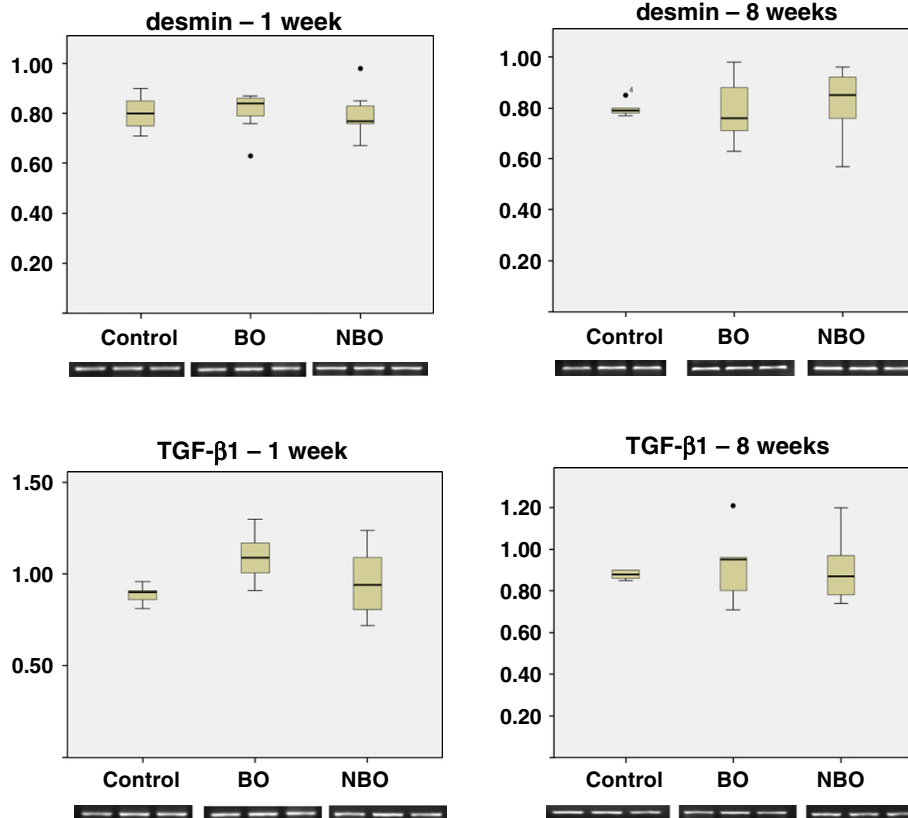 desmin – 1 week
1.00
0.80
0.60
0.40
0.20
Control BO NBO
desmin – 8 weeks
1.00
0.80
0.60
0.40
0.20
4
Control BO NBO
TGF-β1 – 1 week
1.50
1.00
0.50
Control BO NBO
TGF-β1 – 8 weeks
1.20
1.00
0.80
0.60
0.40
0.20
Control BO NBO